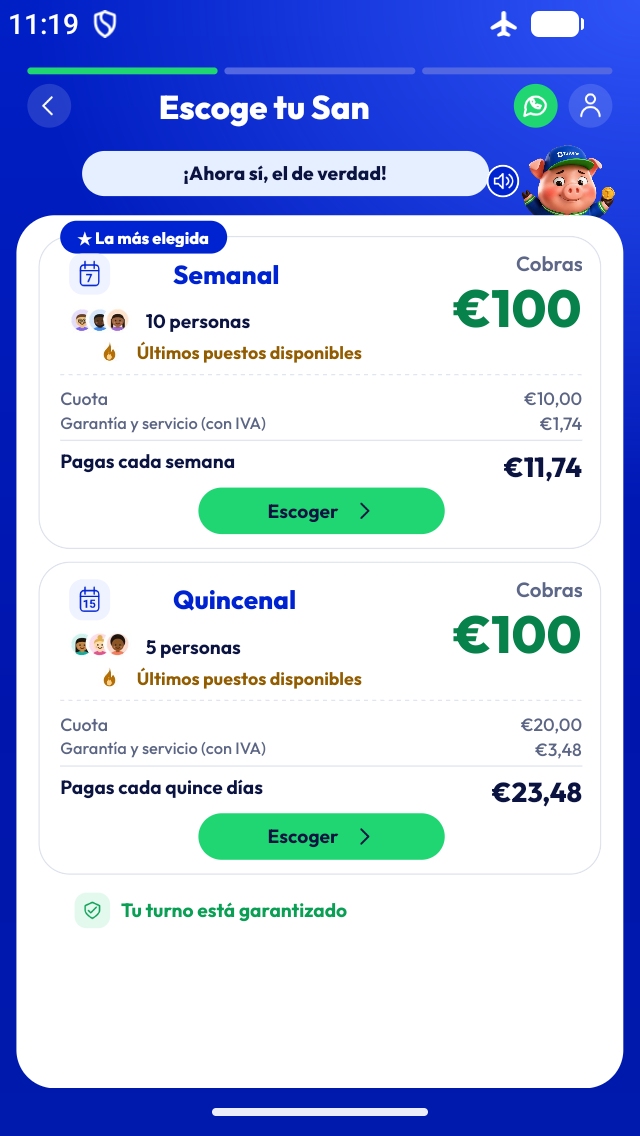 11:19
Escoge tu San
¡Ahora sí, el de verdad!
La más elegida
7
Semanal
Cobras
€100
10 personas
Últimos puestos disponibles
Cuota €10,00
Garantía y servicio (con IVA) €1,74
Pagas cada semana €11,74
Escoger
15
Quincenal
Cobras
€100
5 personas
Últimos puestos disponibles
Cuota €20,00
Garantía y servicio (con IVA) €3,48
Pagas cada quince días €23,48
Escoger
Tu turno está garantizado